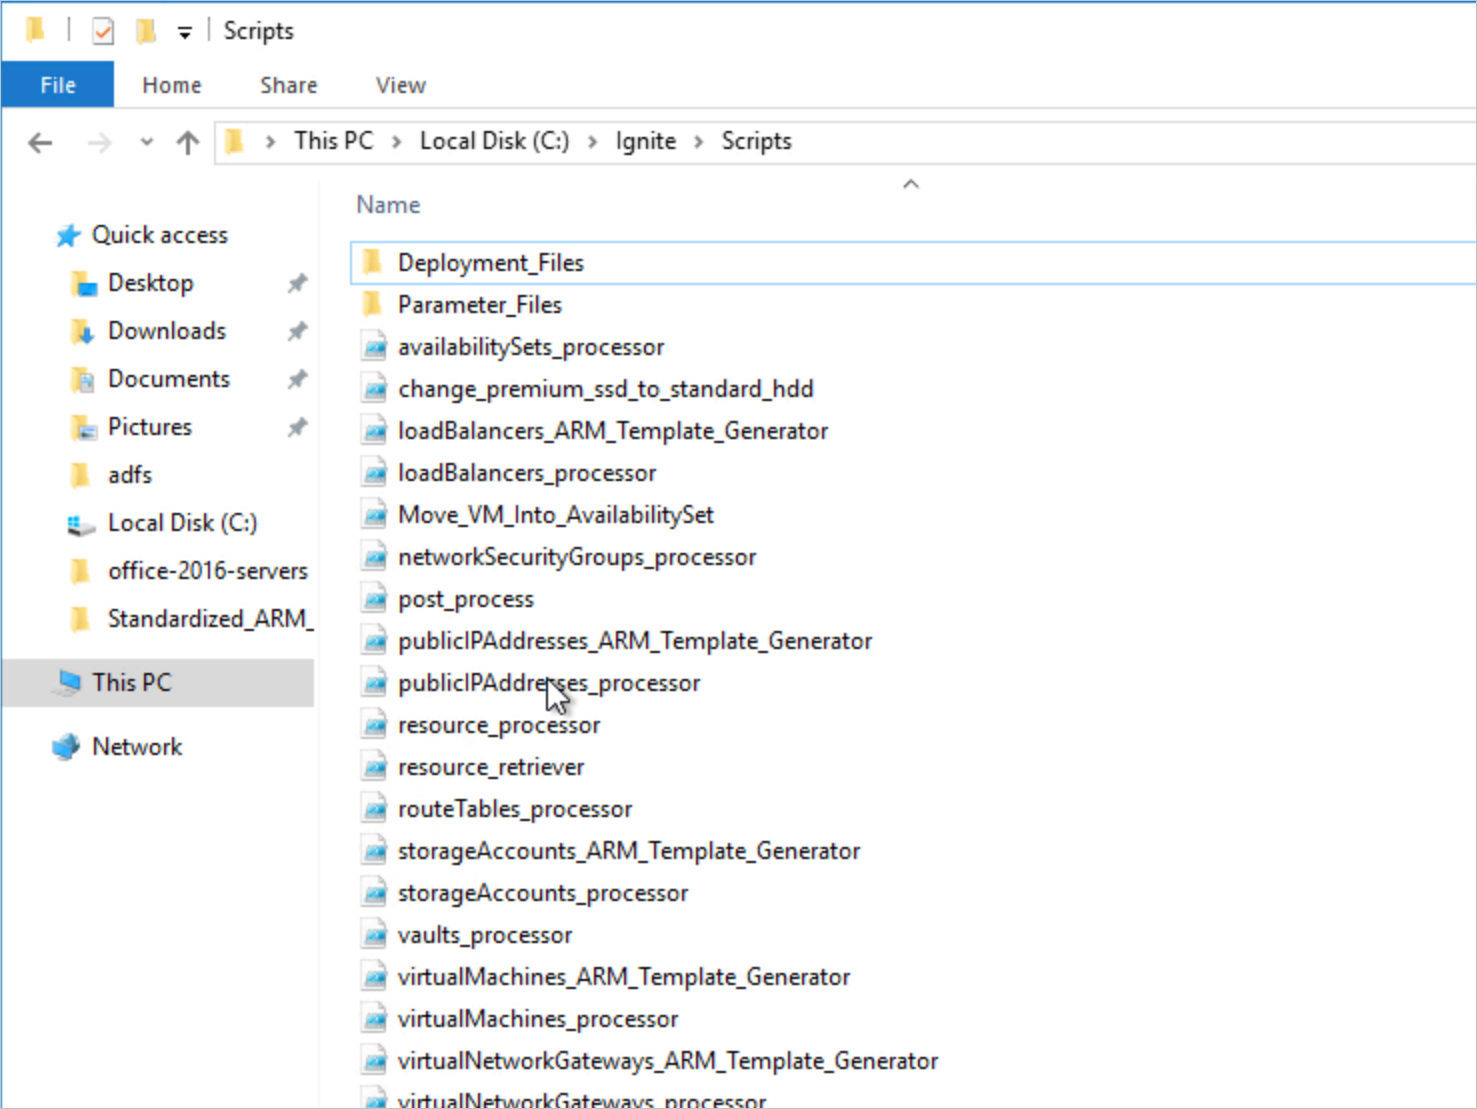 Scripts
File Home Share View
This PC Local Disk (C:) Ignite Scripts
Name
Quick access
Desktop
Downloads
Documents
Pictures
adfs
Local Disk (C:)
office-2016-servers
Standardized_ARM_
This PC
Network
Deployment_Files
Parameter_Files
availabilitySets_processor
change_premium_ssd_to_standard_hdd
loadBalancers_ARM_Template_Generator
loadBalancers_processor
Move_VM_Into_AvailabilitySet
networkSecurityGroups_processor
post_process
publicIPAddresses_ARM_Template_Generator
publicIPAddresses_processor
resource_processor
resource_retriever
routeTables_processor
storageAccounts_ARM_Template_Generator
storageAccounts_processor
vaults_processor
virtualMachines_ARM_Template_Generator
virtualMachines_processor
virtualNetworkGateways_ARM_Template_Generator
virtualNetworkGateways_processor